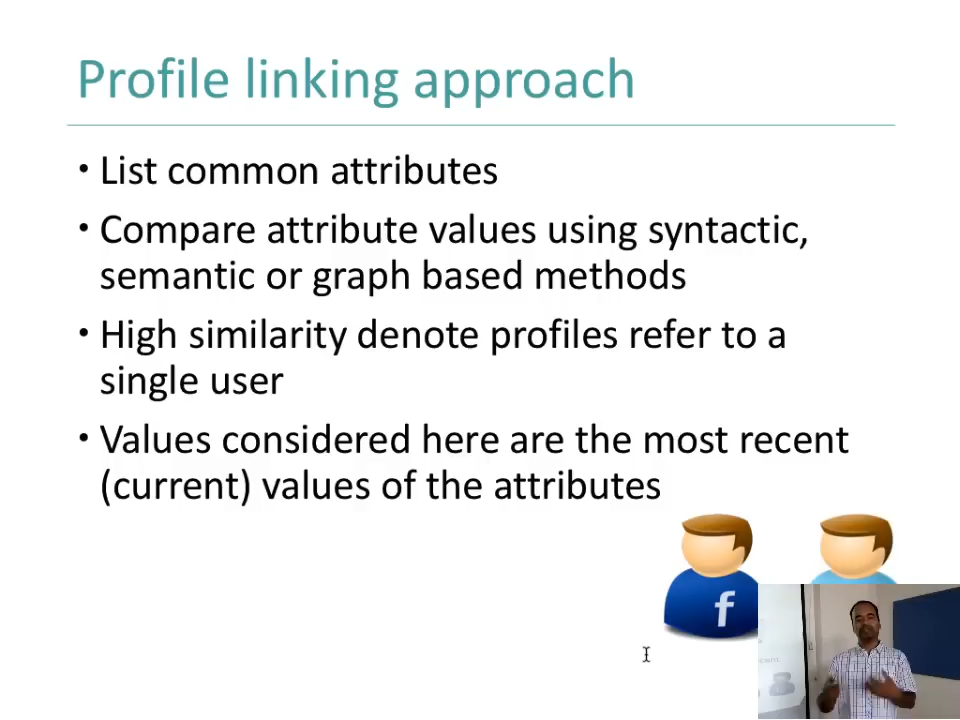 Profile linking approach
• List common attributes
• Compare attribute values using syntactic,
semantic or graph based methods
• High similarity denote profiles refer to a
single user
• Values considered here are the most recent
(current) values of the attributes
f